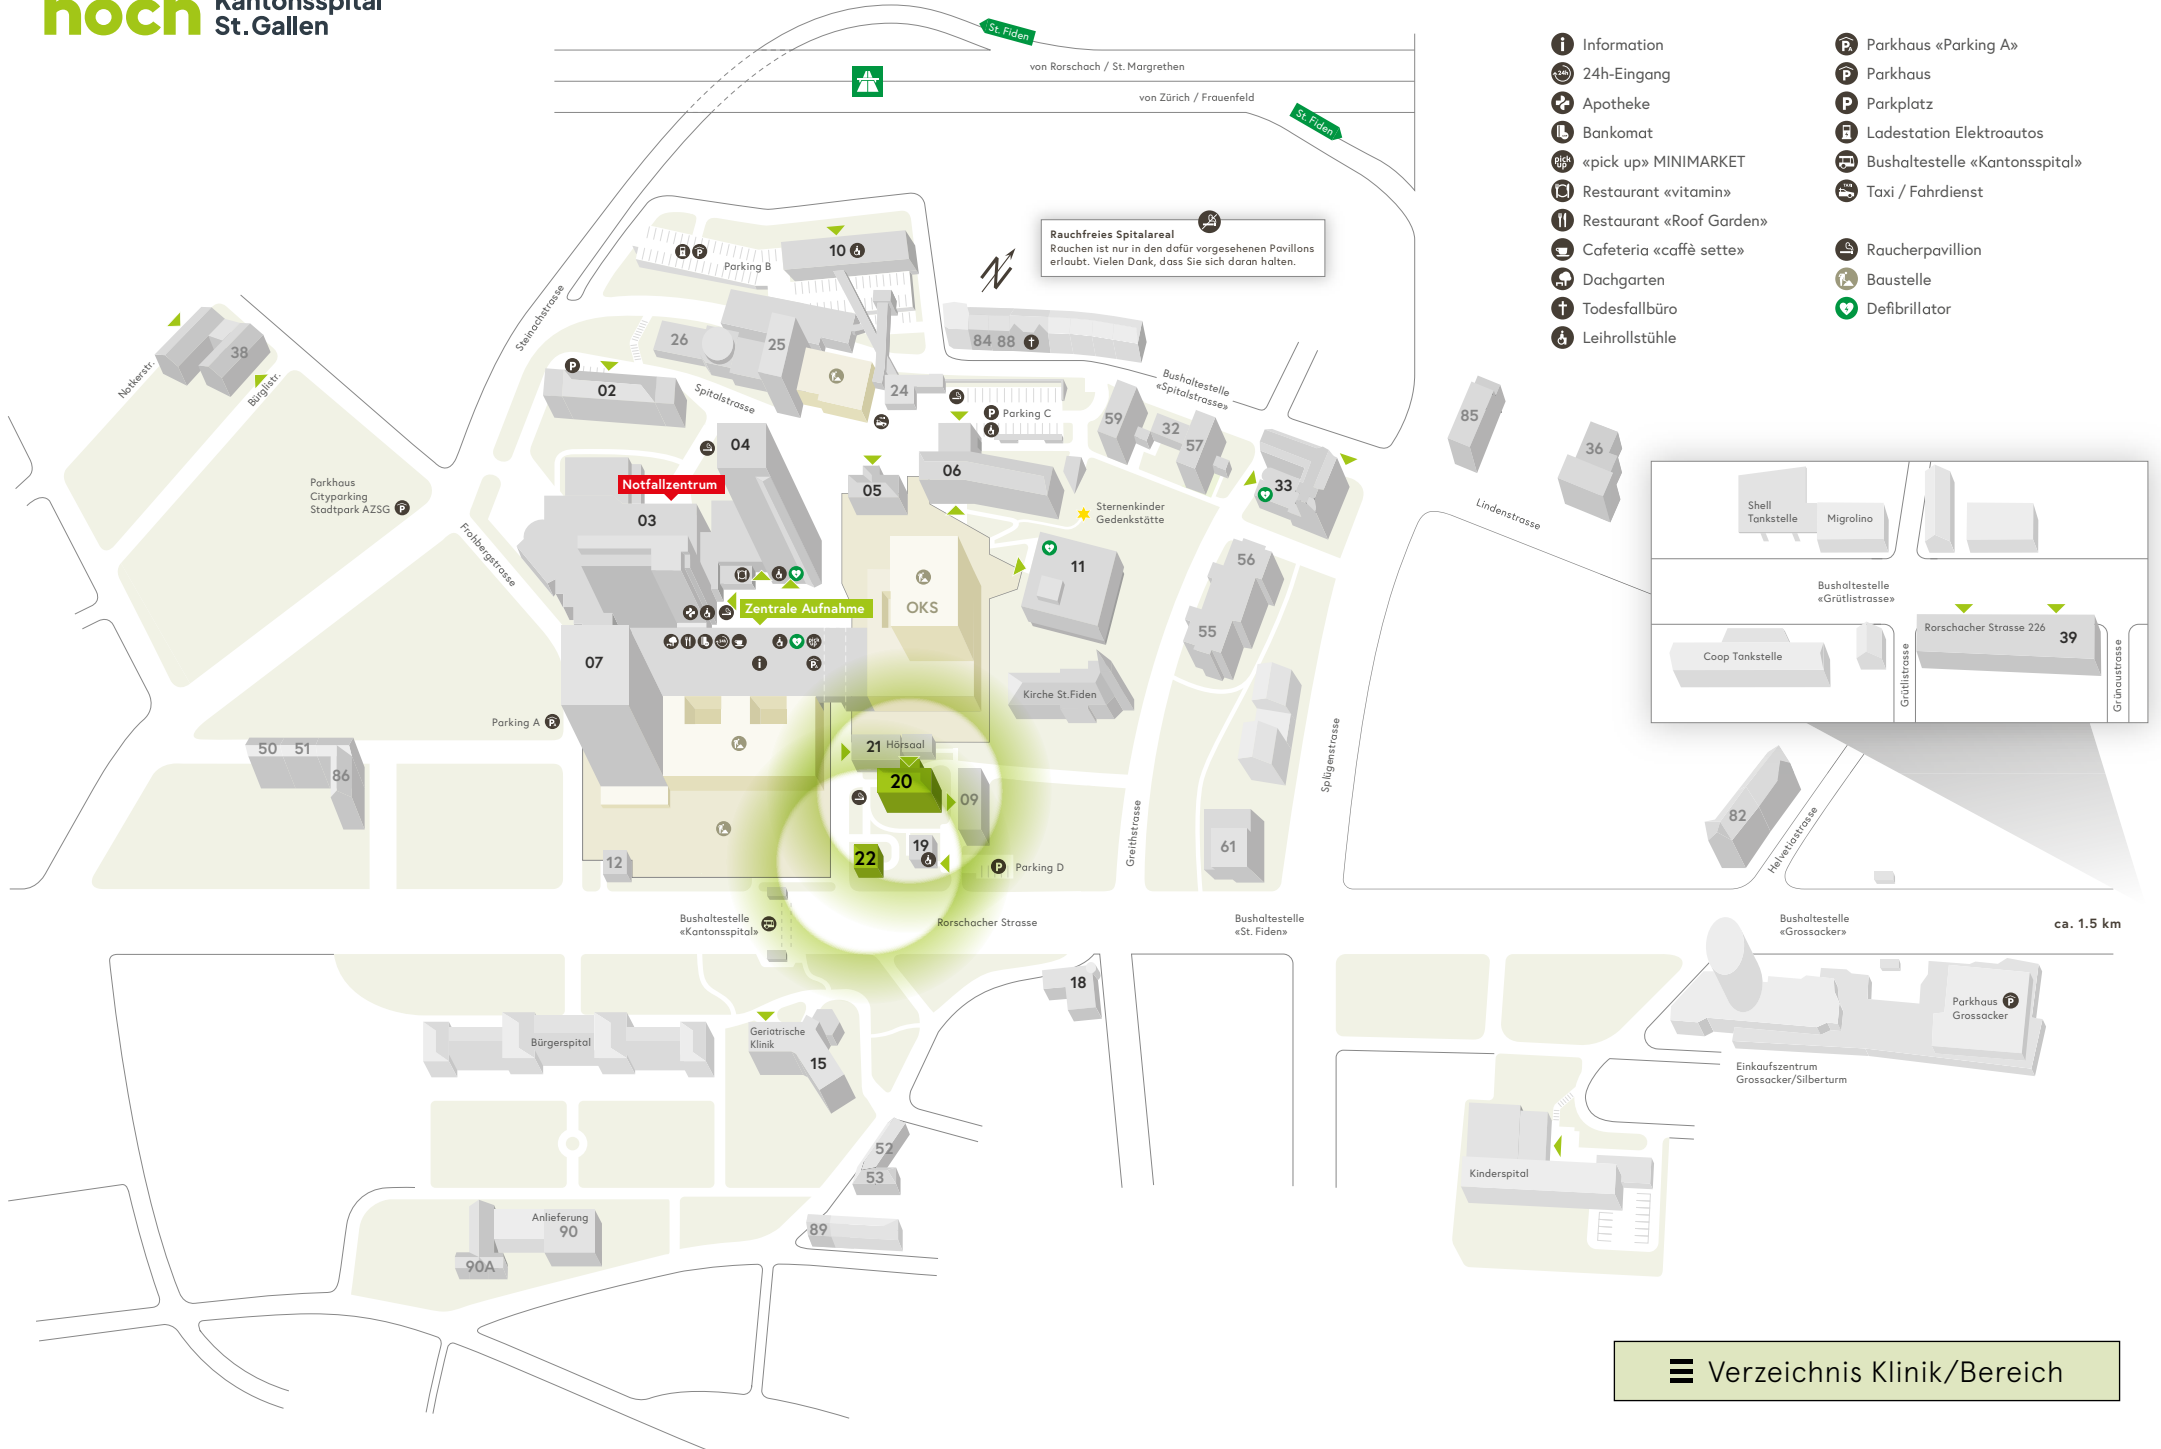 noch Kantonsspital
St.Gallen
St. Fiden
von Rorschach / St. Margrethen
von Zürich / Frauenfeld
St. Fiden
Information
24h-Eingang
Apotheke
Bankomat
«pick up» MINIMARKET
Restaurant «vitamin»
Restaurant «Roof Garden»
Cafeteria «caffè sette»
Dachgarten
Todesfallbüro
Leihrollstühle
Parkhaus «Parking A»
Parkhaus
Parkplatz
Ladestation Elektroautos
Bushaltestelle «Kantonsspital»
Taxi / Fahrdienst
Raucherpavillion
Baustelle
Defibrillator
Rauchfreies Spitalareal
Rauchen ist nur in den dafür vorgesehenen Pavillons
erlaubt. Vielen Dank, dass Sie sich daran halten.
N
10
Parking B
Steinachstrasse
38
Notkerstr.
Bürglistr.
26
25
84 88
02
Spitalstrasse
24
Bushaltestelle
«Spitalstrasse»
Parking C
59
32
57
85
36
04
06
05
33
Notfallzentrum
03
Parkhaus
Cityparking
Stadtpark AZSG
Frohbergstrasse
Sternenkinder
Gedenkstätte
Lindenstrasse
11
56
55
OKS
Zentrale Aufnahme
07
Kirche St.Fiden
Parking A
Shell
Tankstelle
Migrolino
Bushaltestelle
«Grütlistrasse»
Rorschacher Strasse 226
39
Coop Tankstelle
Grütlistrasse
Grünaustrasse
50
51
86
21
Hörsaal
20
09
22
19
12
Parking D
Greithstrasse
Splügenstrasse
61
82
Helvetiastrasse
Bushaltestelle
«Kantonsspital»
Rorschacher Strasse
Bushaltestelle
«St. Fiden»
Bushaltestelle
«Grossacker»
ca. 1.5 km
18
Bürgerspital
Geriatrische
Klinik
15
Parkhaus
Grossacker
Einkaufszentrum
Grossacker/Silberturm
52
53
89
Kinderspital
Anlieferung
90
90A
Verzeichnis Klinik/Bereich